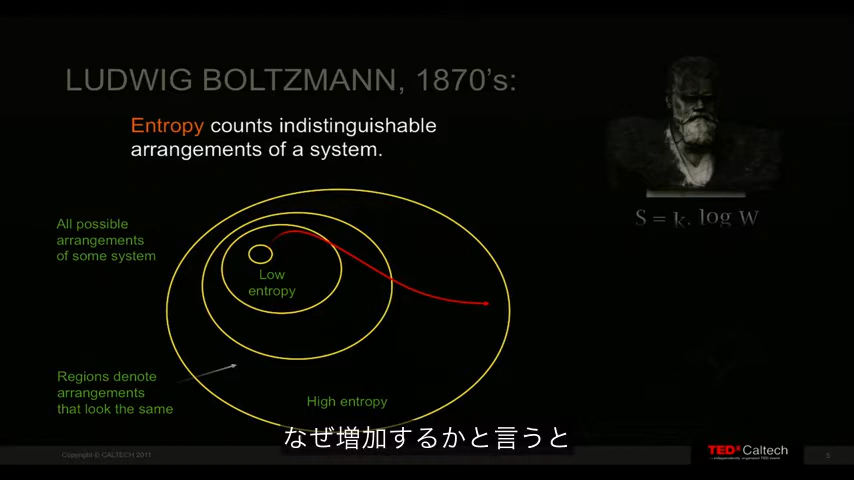 LUDWIG BOLTZMANN, 1870's:
Entropy counts indistinguishable
arrangements of a system.
S = k. log W
All possible
arrangements
of some system
Low
entropy
Regions denote
arrangements
that look the same
High entropy
なぜ増加するかと言うと
Copyright © CALTECH 2011
TEDx Caltech
5